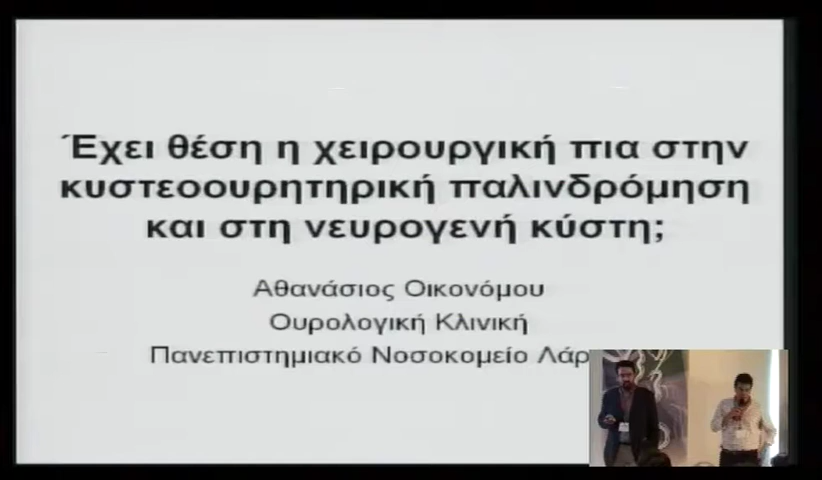 Έχει θέση η χειρουργική πια στην
κυστεοουρητηρική παλινδρόμηση
και στη νευρογενή κύστη;
Αθανάσιος Οικονόμου
Ουρολογική Κλινική
Πανεπιστημιακό Νοσοκομείο